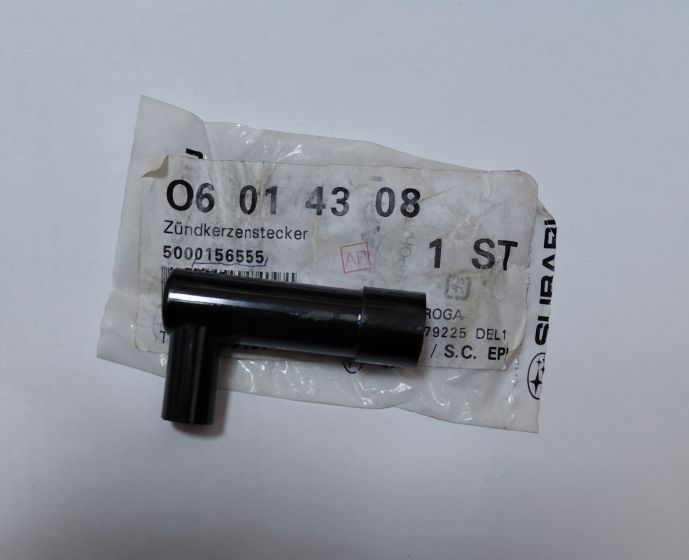 06 01 43 08
Zündkerzenstecker
5000156555
AP
1 ST
ROGA
79225 DEL1
/ S.C. EP
SUBARU